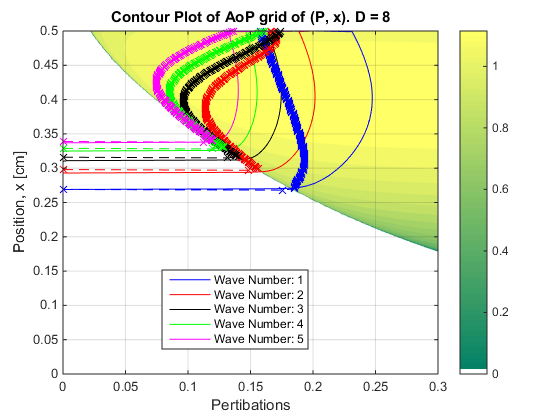 Contour Plot of AoP grid of (P, x). D = 8
Position, x [cm]
0.5
0.45
0.4
0.35
0.3
0.25
0.2
0.15
0.1
0.05
0
Wave Number: 1
Wave Number: 2
Wave Number: 3
Wave Number: 4
Wave Number: 5
0 0.05 0.1 0.15 0.2 0.25 0.3
Pertibations
1
0.8
0.6
0.4
0.2
0